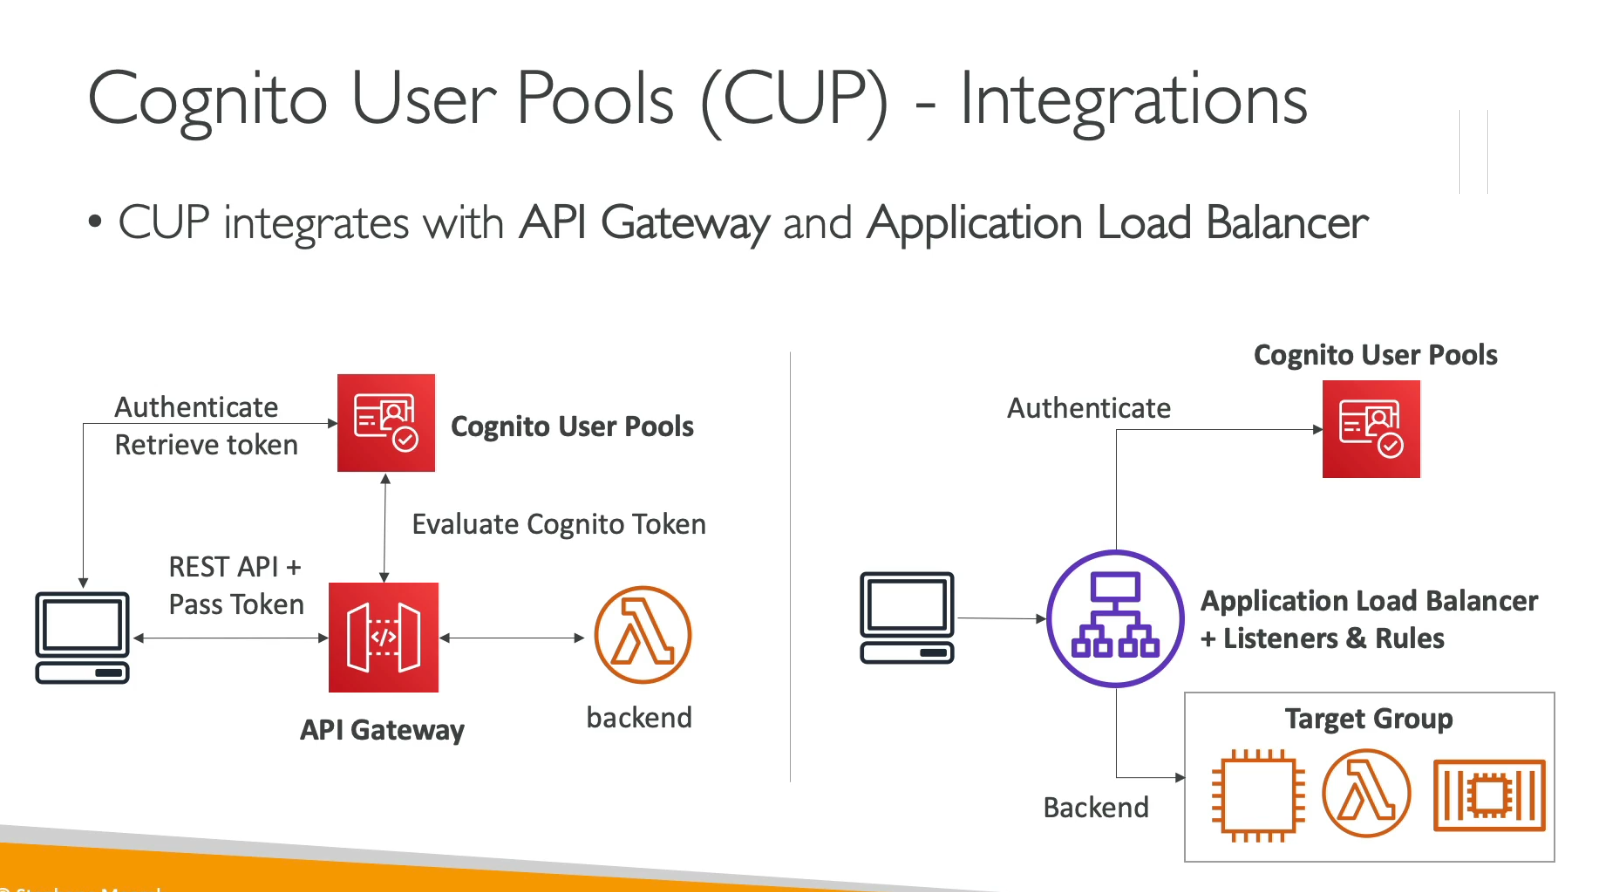 Cognito User Pools (CUP) - Integrations
• CUP integrates with API Gateway and Application Load Balancer
Authenticate
Retrieve token
Cognito User Pools
Evaluate Cognito Token
REST API +
Pass Token
</>
API Gateway
backend
Cognito User Pools
Authenticate
Application Load Balancer
+ Listeners & Rules
Target Group
Backend